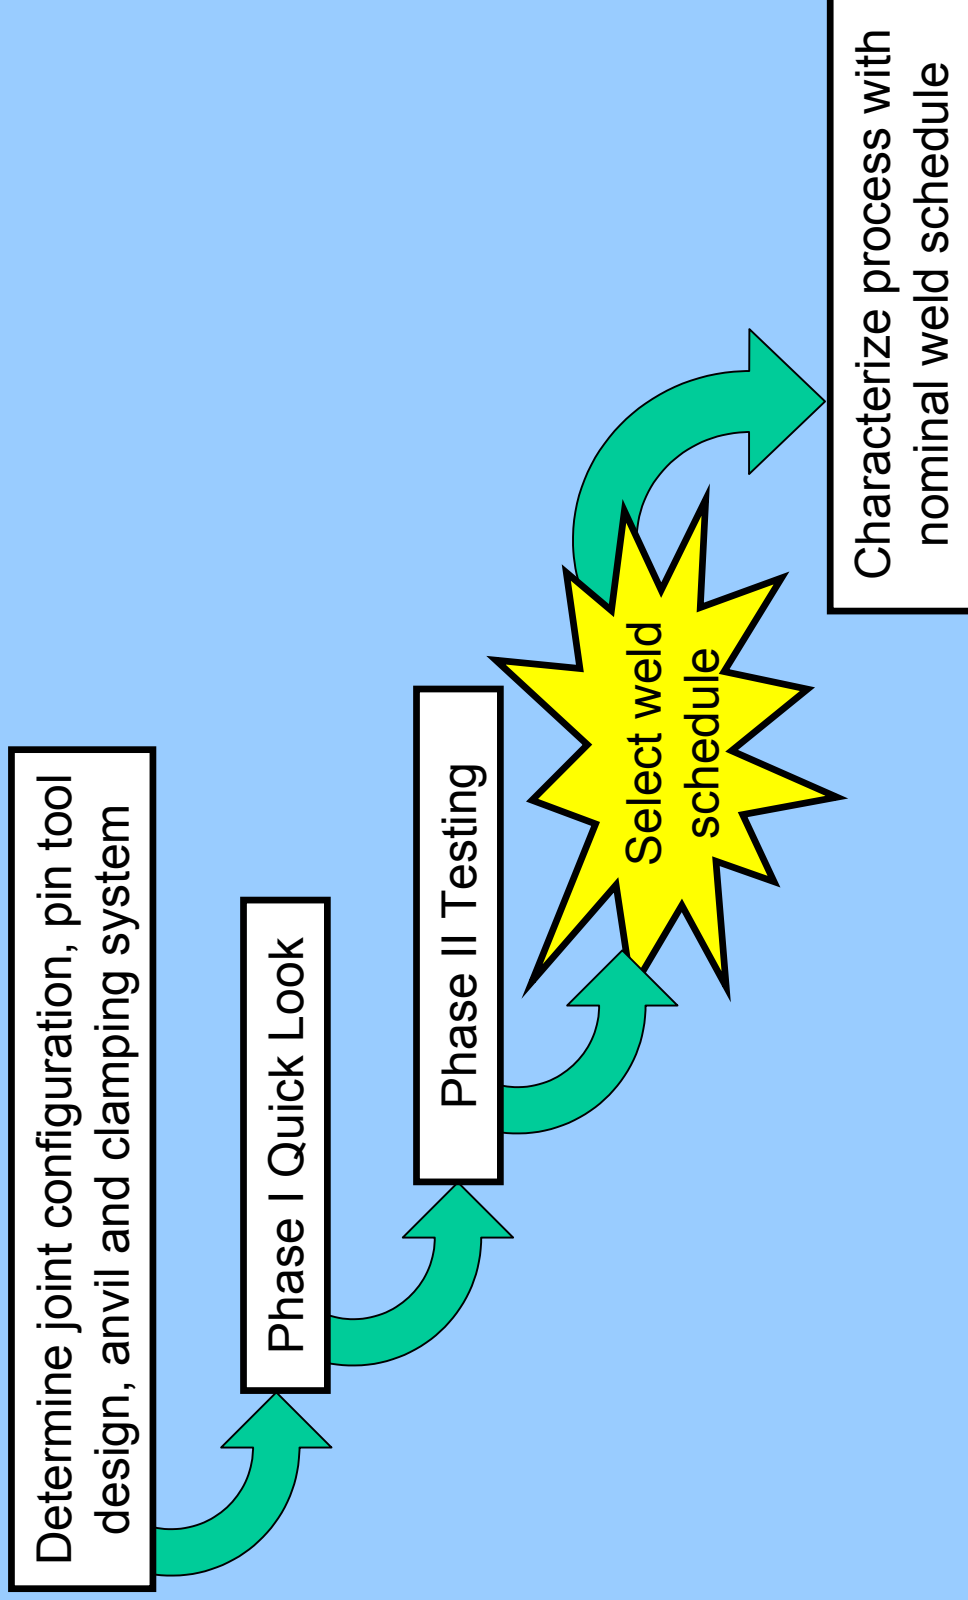 Determine joint configuration, pin tool
design, anvil and clamping system
Phase I Quick Look
Phase II Testing
Select weld
schedule
Characterize process with
nominal weld schedule